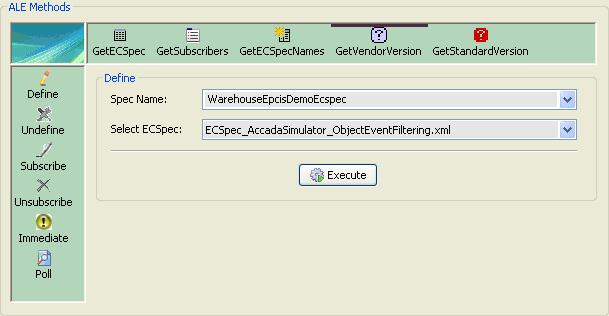 ALE Methods
GetECSpec GetSubscribers GetECSpecNames GetVendorVersion GetStandardVersion
Define
Undefine
Subscribe
Unsubscribe
Immediate
Poll
Define
Spec Name: WarehouseEpcisDemoEcspec
Select ECSpec: ECSpec_AccadaSimulator_ObjectEventFiltering.xml
Execute